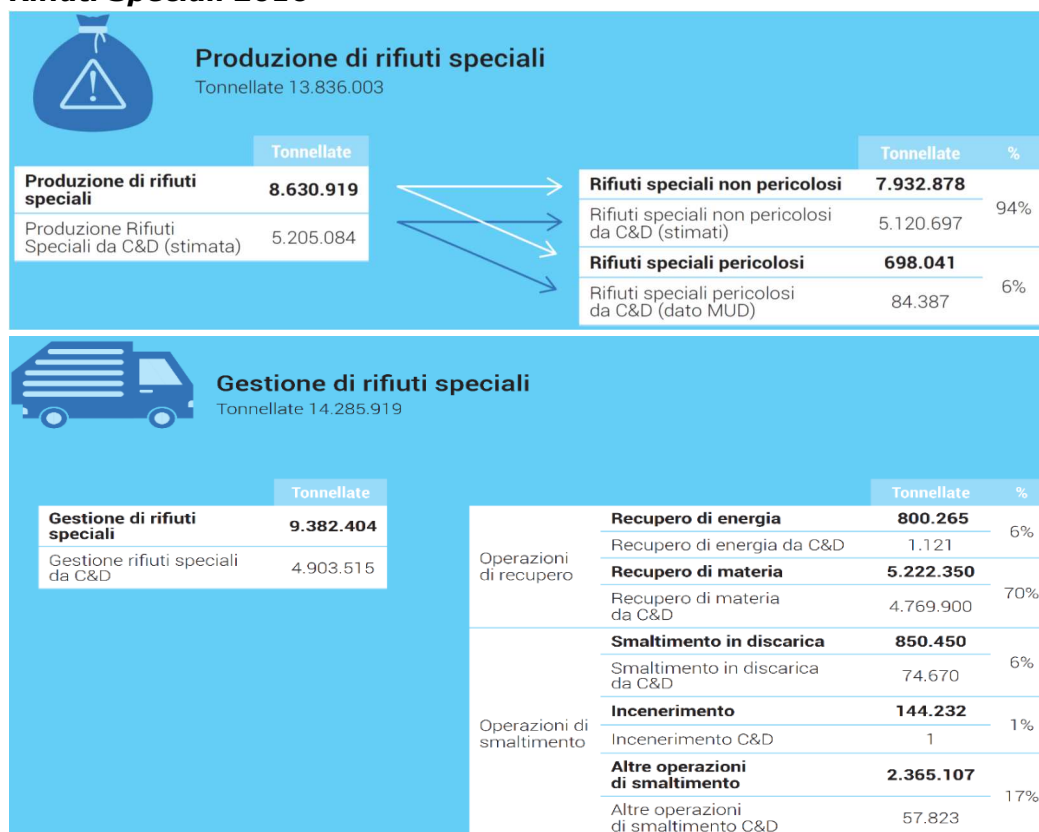 Produzione di rifiuti speciali
Tonnellate 13.836.003
Tonnellate
Produzione di rifiuti
speciali
8.630.919
Produzione Rifiuti
Speciali da C&D (stimata)
5.205.084
Tonnellate %
Rifiuti speciali non pericolosi 7.932.878
Rifiuti speciali non pericolosi
da C&D (stimati)
5.120.697
94%
Rifiuti speciali pericolosi 698.041
Rifiuti speciali pericolosi
da C&D (dato MUD)
84.387
6%
Gestione di rifiuti speciali
Tonnellate 14.285.919
Tonnellate
Gestione di rifiuti
speciali
9.382.404
Gestione rifiuti speciali
da C&D
4.903.515
Tonnellate %
Operazioni
di recupero
Recupero di energia 800.265
Recupero di energia da C&D 1.121
6%
Recupero di materia 5.222.350
Recupero di materia
da C&D
4.769.900
70%
Operazioni di
smaltimento
Smaltimento in discarica 850.450
Smaltimento in discarica
da C&D
74.670
6%
Incenerimento 144.232
Incenerimento C&D 1
1%
Altre operazioni
di smaltimento
2.365.107
Altre operazioni
di smaltimento C&D
57.823
17%